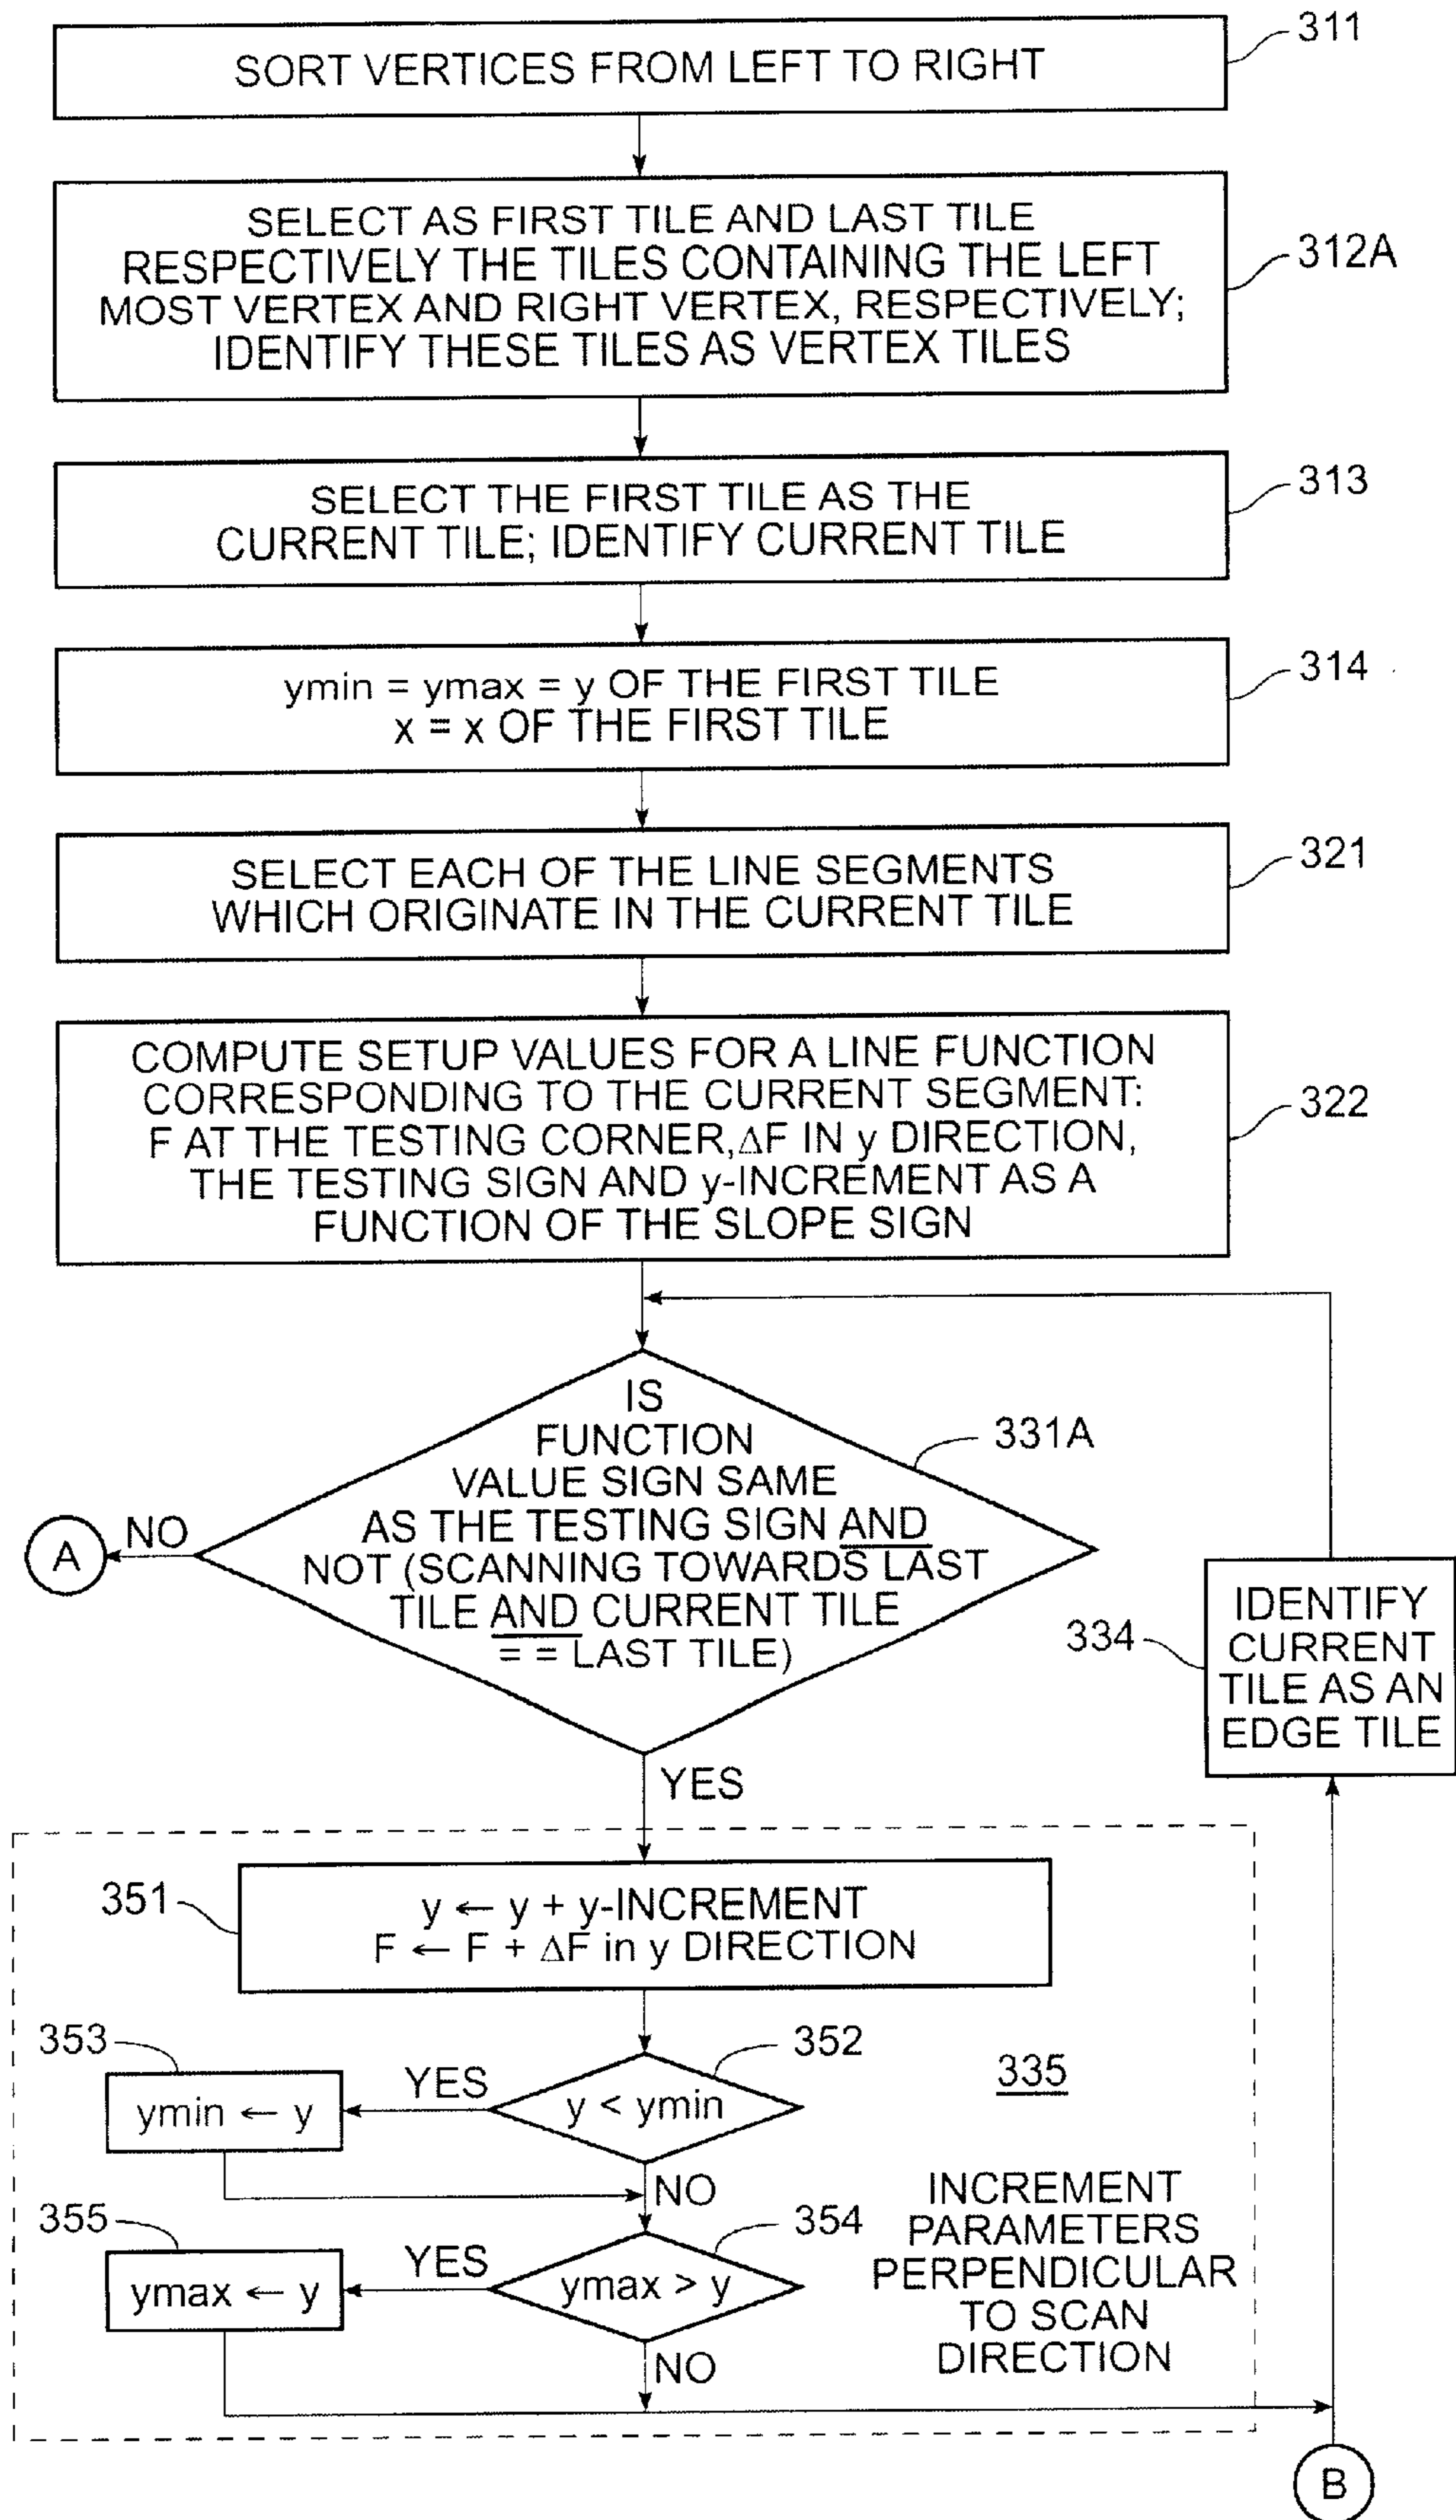 311
SORT VERTICES FROM LEFT TO RIGHT
SELECT AS FIRST TILE AND LAST TILE
RESPECTIVELY THE TILES CONTAINING THE LEFT
MOST VERTEX AND RIGHT VERTEX, RESPECTIVELY;
IDENTIFY THESE TILES AS VERTEX TILES
312A
SELECT THE FIRST TILE AS THE
CURRENT TILE; IDENTIFY CURRENT TILE
313
ymin = ymax = y OF THE FIRST TILE
x = x OF THE FIRST TILE
314
SELECT EACH OF THE LINE SEGMENTS
WHICH ORIGINATE IN THE CURRENT TILE
321
COMPUTE SETUP VALUES FOR A LINE FUNCTION
CORRESPONDING TO THE CURRENT SEGMENT:
F AT THE TESTING CORNER, ΔF IN y DIRECTION,
THE TESTING SIGN AND y-INCREMENT AS A
FUNCTION OF THE SLOPE SIGN
322
IS
FUNCTION
VALUE SIGN SAME
AS THE TESTING SIGN AND
NOT (SCANNING TOWARDS LAST
TILE AND CURRENT TILE
= = LAST TILE)
331A
NO
A
YES
IDENTIFY
CURRENT
TILE AS AN
EDGE TILE
334
351
y ← y + y-INCREMENT
F ← F + ΔF in y DIRECTION
353
ymin ← y
YES
y < ymin
352
335
NO
355
ymax ← y
YES
ymax > y
354
NO
INCREMENT
PARAMETERS
PERPENDICULAR
TO SCAN
DIRECTION
B